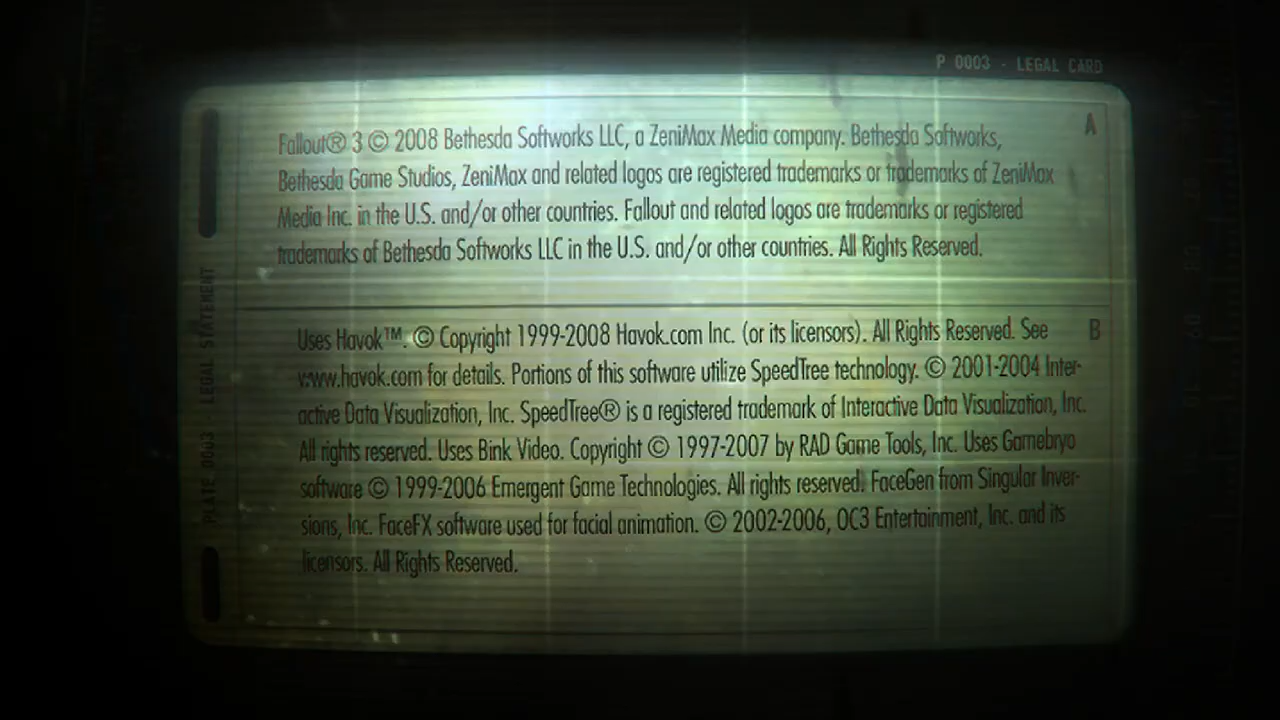 P 0003 - LEGAL CARD
A
Fallout® 3 © 2008 Bethesda Softworks LLC, a ZeniMax Media company. Bethesda Softworks,
Bethesda Game Studios, ZeniMax and related logos are registered trademarks or trademarks of ZeniMax
Media Inc. in the U.S. and/or other countries. Fallout and related logos are trademarks or registered
trademarks of Bethesda Softworks LLC in the U.S. and/or other countries. All Rights Reserved.
B
Uses Havok™. © Copyright 1999-2008 Havok.com Inc. (or its licensors). All Rights Reserved. See
www.havok.com for details. Portions of this software utilize SpeedTree technology. © 2001-2004 Inter-
active Data Visualization, Inc. SpeedTree® is a registered trademark of Interactive Data Visualization, Inc.
All rights reserved. Uses Bink Video. Copyright © 1997-2007 by RAD Game Tools, Inc. Uses Gamebryo
software © 1999-2006 Emergent Game Technologies. All rights reserved. FaceGen from Singular Inver-
sions, Inc. FaceFX software used for facial animation. © 2002-2006, OC3 Entertainment, Inc. and its
licensors. All Rights Reserved.
PLATE 0003 - LEGAL STATEMENT